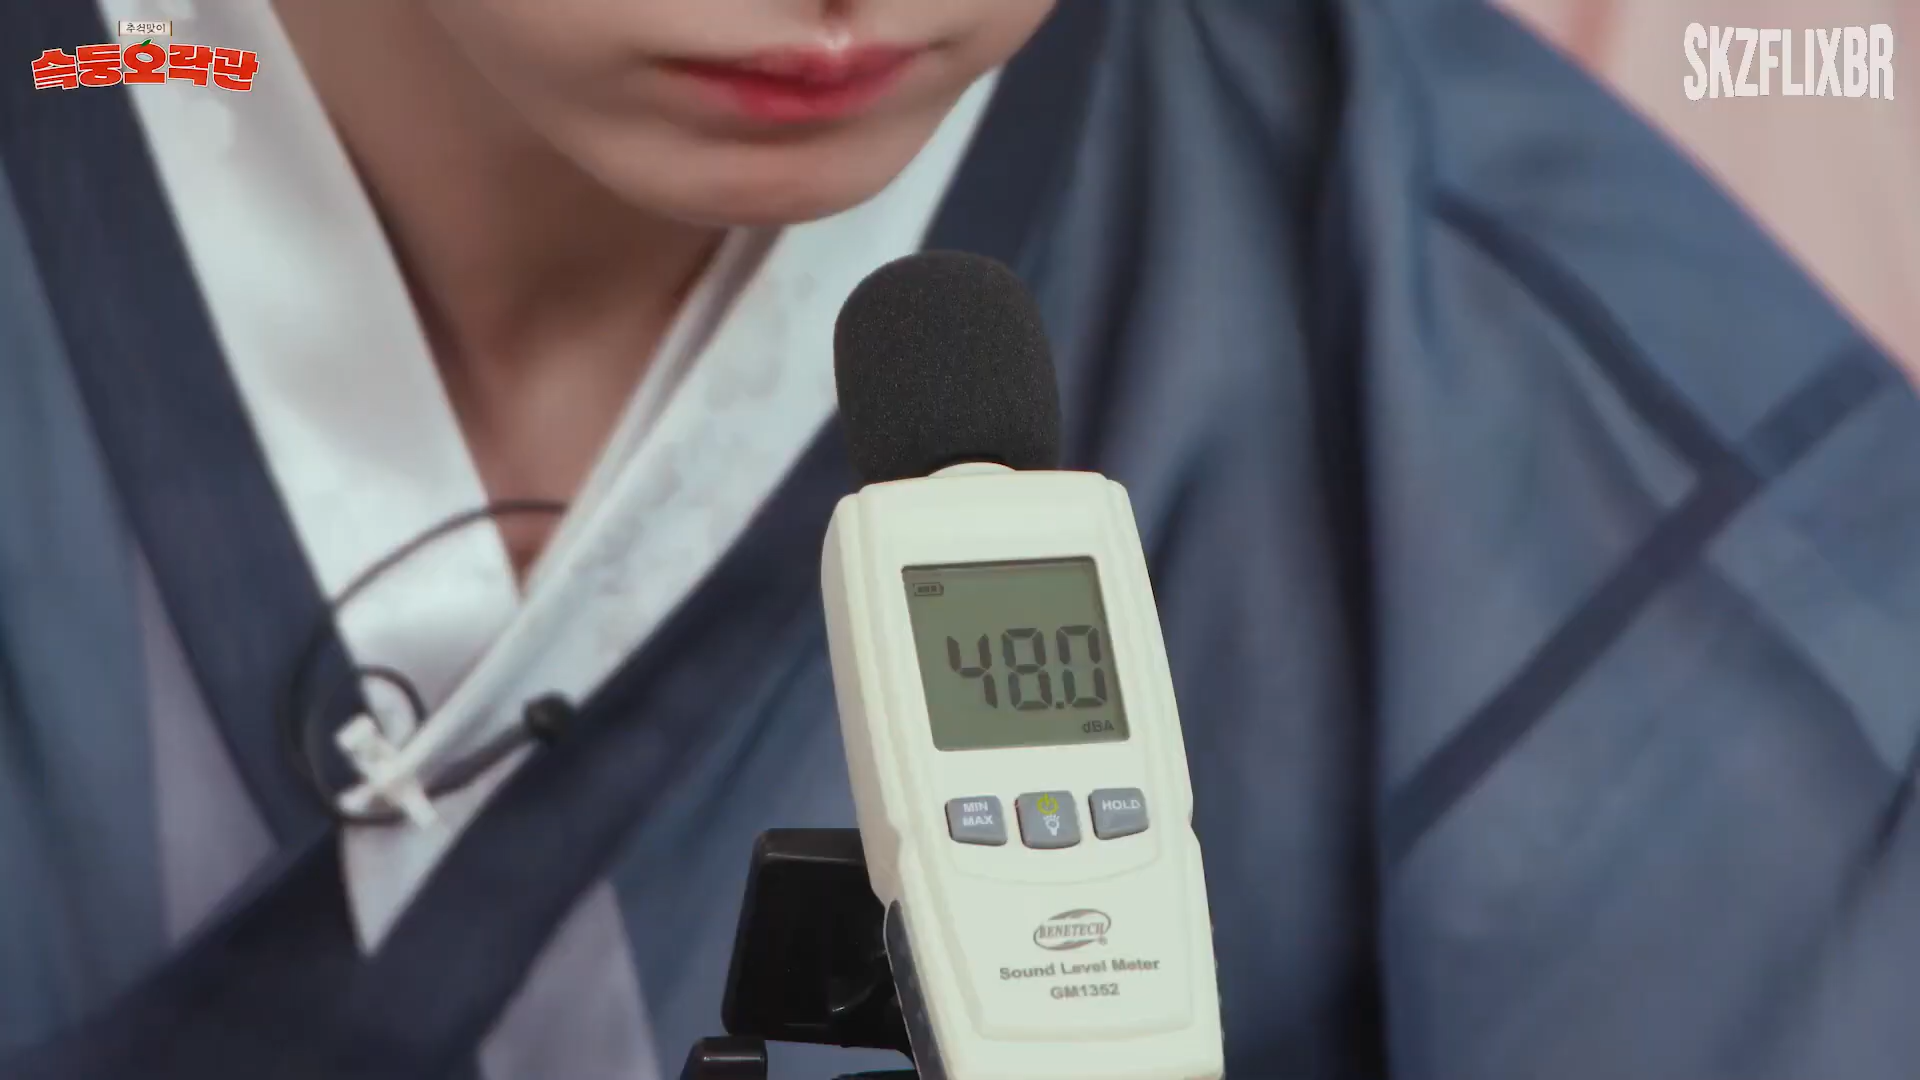 추석맞이
슥둥오락관
SKZFLIXBR
48.0
dBA
MIN
MAX
HOLD
BENETECH®
Sound Level Meter
GM1352